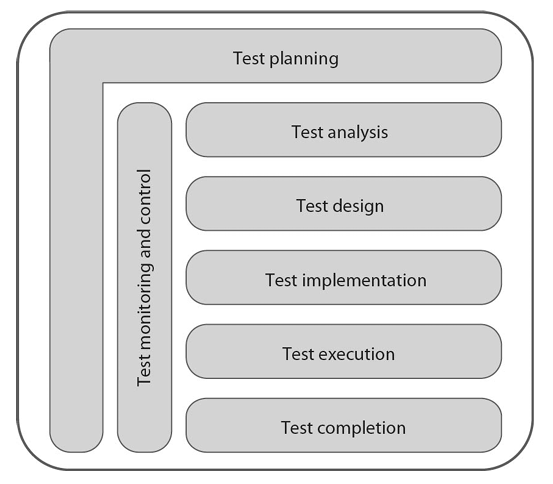 Test planning
Test monitoring and control
Test analysis
Test design
Test implementation
Test execution
Test completion